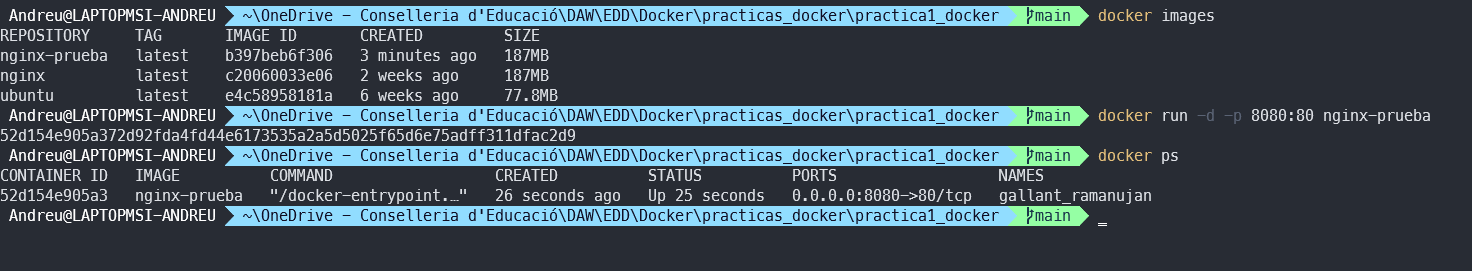 Andreu@LAPTOPMSI-ANDREU ~\OneDrive - Conselleria d'Educació\DAW\EDD\Docker\practicas_docker\practica1_docker main docker images
REPOSITORY TAG IMAGE ID CREATED SIZE
nginx-prueba latest b397beb6f306 3 minutes ago 187MB
nginx latest c20060033e06 2 weeks ago 187MB
ubuntu latest e4c58958181a 6 weeks ago 77.8MB
Andreu@LAPTOPMSI-ANDREU ~\OneDrive - Conselleria d'Educació\DAW\EDD\Docker\practicas_docker\practica1_docker main docker run -d -p 8080:80 nginx-prueba
52d154e905a372d92fda4fd44e6173535a2a5d5025f65d6e75adff311dfac2d9
Andreu@LAPTOPMSI-ANDREU ~\OneDrive - Conselleria d'Educació\DAW\EDD\Docker\practicas_docker\practica1_docker main docker ps
CONTAINER ID IMAGE COMMAND CREATED STATUS PORTS NAMES
52d154e905a3 nginx-prueba "/docker-entrypoint.…" 26 seconds ago Up 25 seconds 0.0.0.0:8080->80/tcp gallant_ramanujan
Andreu@LAPTOPMSI-ANDREU ~\OneDrive - Conselleria d'Educació\DAW\EDD\Docker\practicas_docker\practica1_docker main _